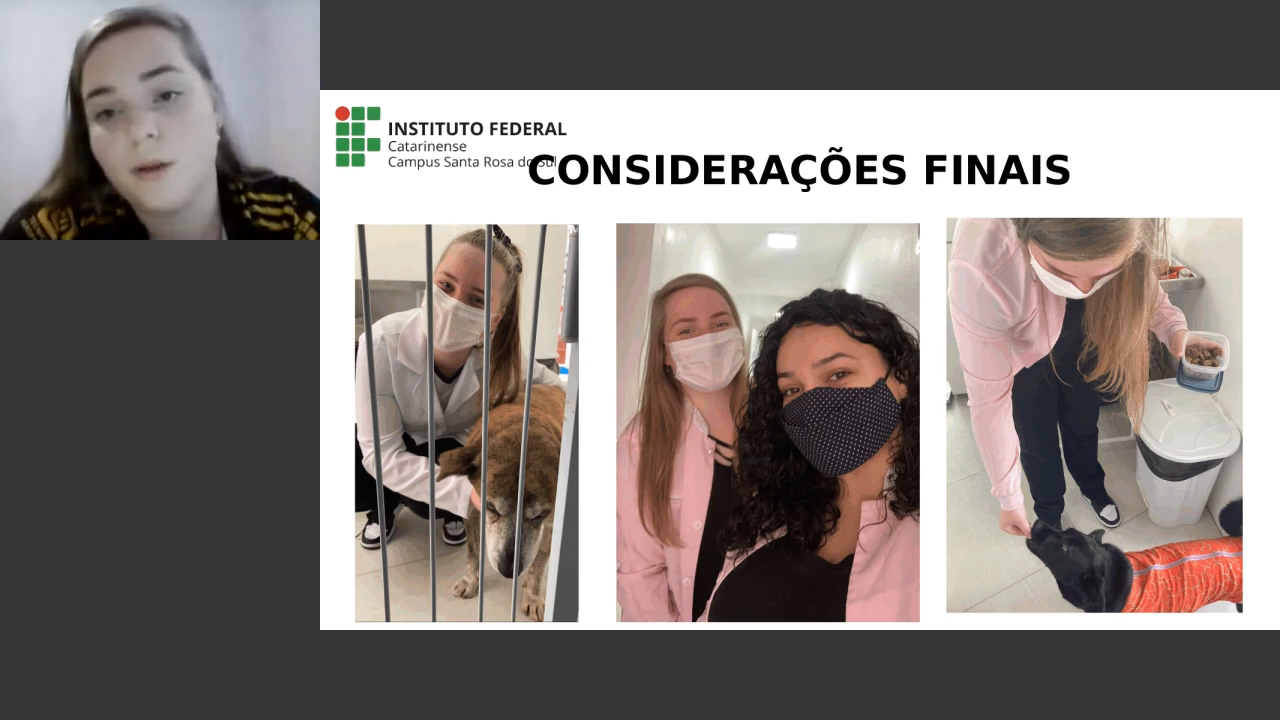 INSTITUTO FEDERAL
Catarinense
Campus Santa Rosa do Sul
CONSIDERAÇÕES FINAIS